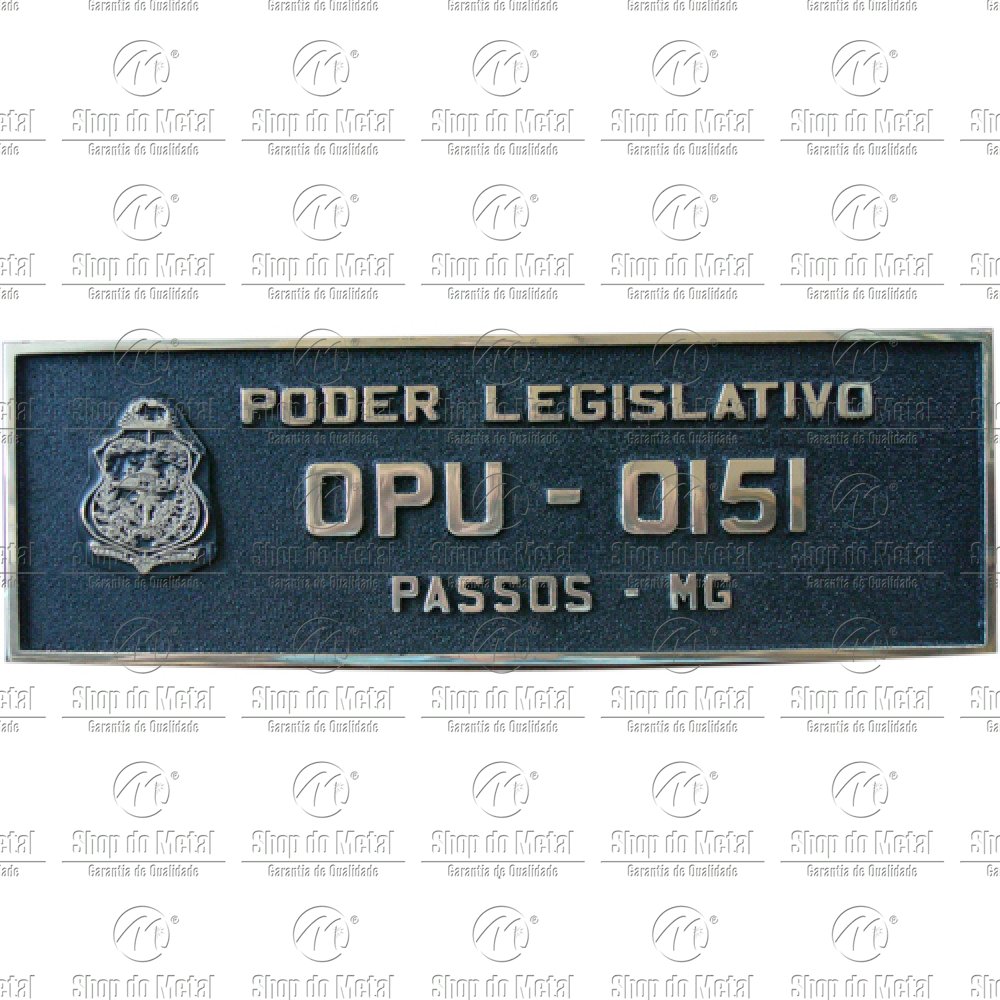 PODER LEGISLATIVO
OPU - 0151
PASSOS - MG
Shop do Metal
Garantia de Qualidade